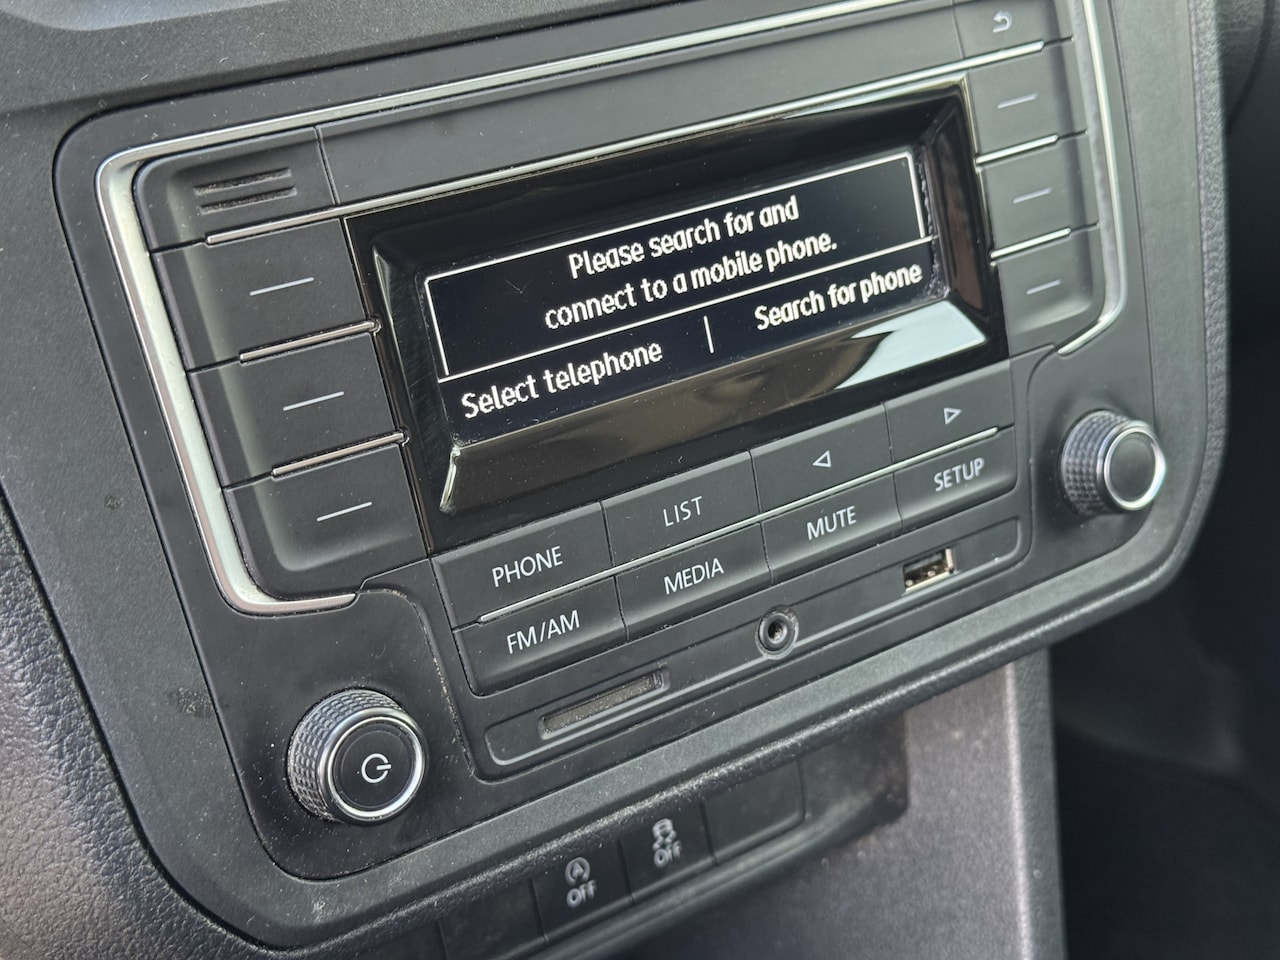 Please search for and
connect to a mobile phone.
Select telephone | Search for phone
PHONE LIST
FM/AM MEDIA MUTE SETUP
A OFF
OFF